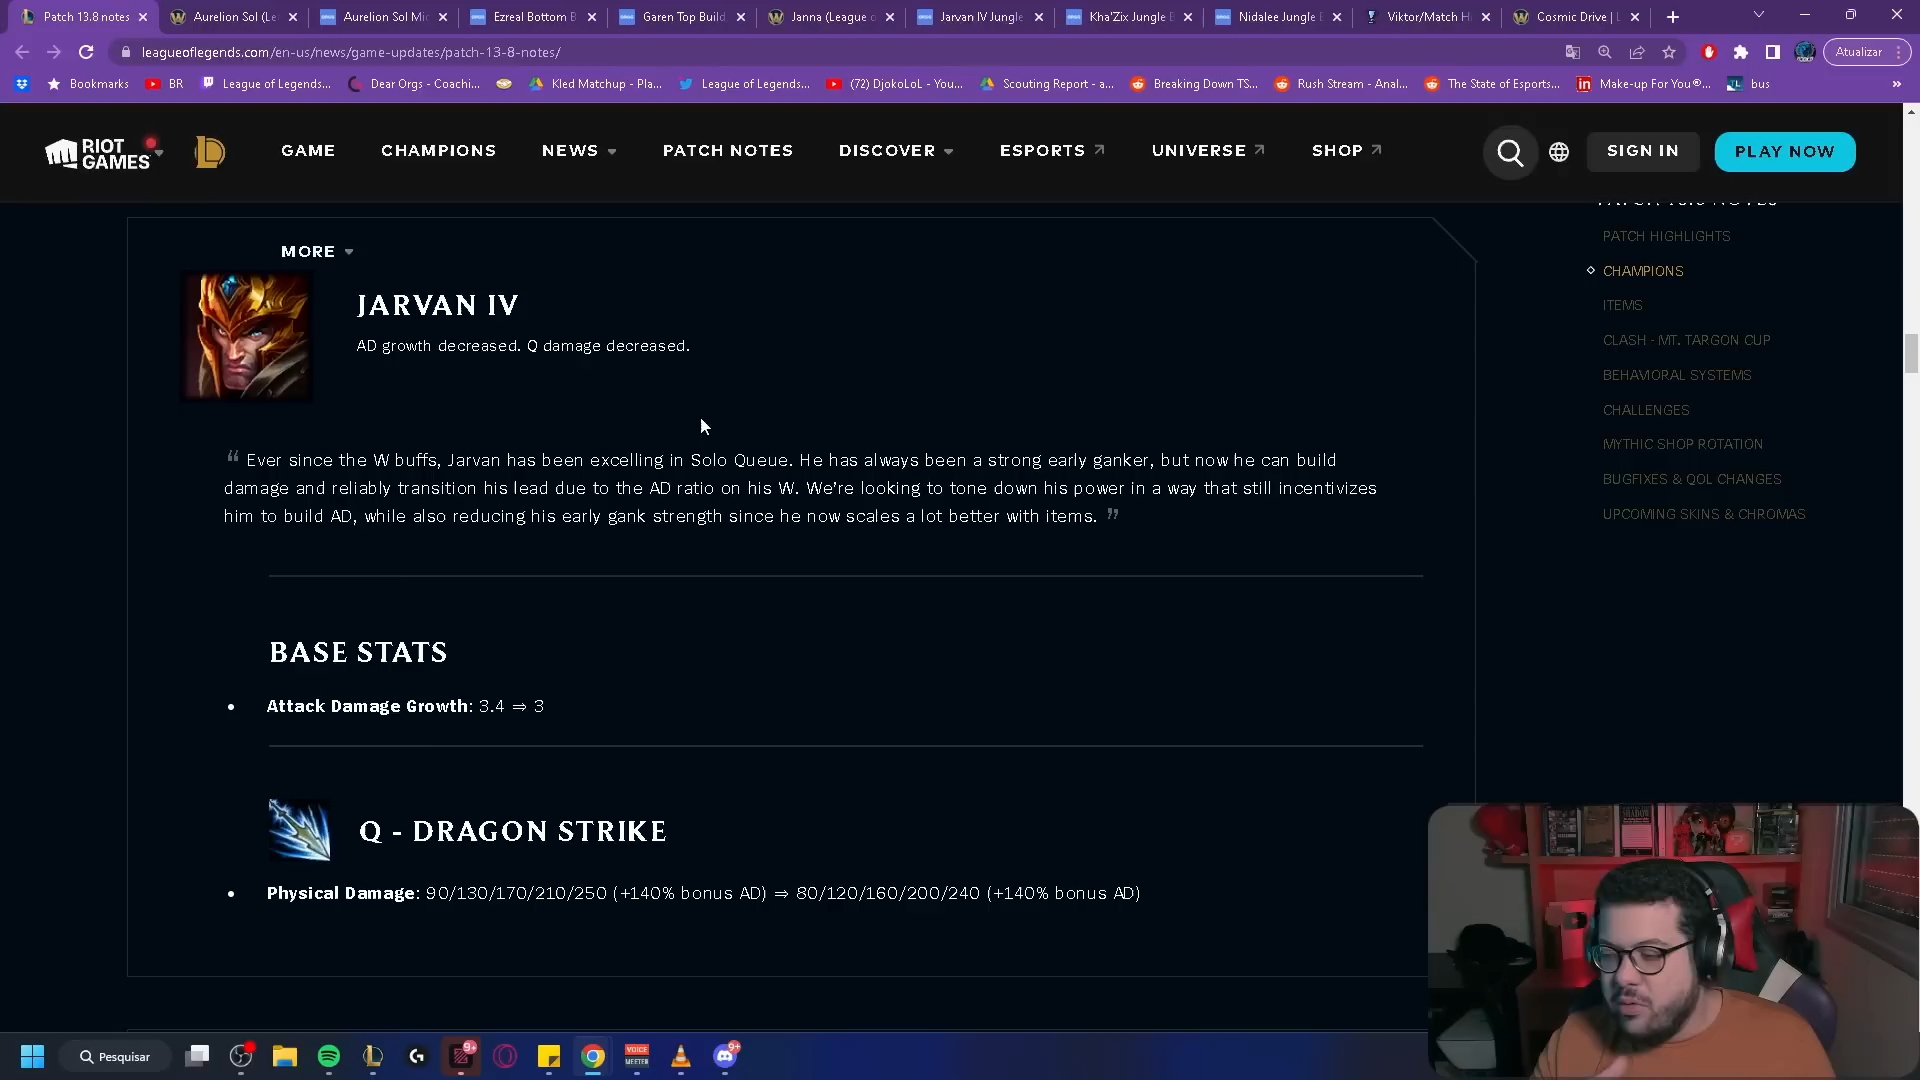 Patch 13.8 notes
Aurelion Sol (Le
Aurelion Sol Mi
Ezreal Bottom B
Garen Top Build
Janna (League o
Jarvan IV Jungle
Kha'Zix Jungle B
Nidalee Jungle
Viktor/Match H
Cosmic Drive | L
leagueoflegends.com/en-us/news/game-updates/patch-13-8-notes/
Atualizar
Bookmarks
BR
League of Legends...
Dear Orgs - Coachi...
Kled Matchup - Pla...
League of Legends...
(72) DjokoLoL - You...
Scouting Report - a...
Breaking Down TS...
Rush Stream - Anal...
The State of Esports...
Make-up For You®...
bus
RIOT
GAMES
GAME
CHAMPIONS
NEWS
PATCH NOTES
DISCOVER
ESPORTS
UNIVERSE
SHOP
SIGN IN
PLAY NOW
MORE
JARVAN IV
AD growth decreased. Q damage decreased.
“ Ever since the W buffs, Jarvan has been excelling in Solo Queue. He has always been a strong early ganker, but now he can build
damage and reliably transition his lead due to the AD ratio on his W. We’re looking to tone down his power in a way that still incentivizes
him to build AD, while also reducing his early gank strength since he now scales a lot better with items. ”
BASE STATS
• Attack Damage Growth: 3.4 ⇒ 3
Q - DRAGON STRIKE
• Physical Damage: 90/130/170/210/250 (+140% bonus AD) ⇒ 80/120/160/200/240 (+140% bonus AD)
PATCH 13.8 NOTES
PATCH HIGHLIGHTS
CHAMPIONS
ITEMS
CLASH - MT. TARGON CUP
BEHAVIORAL SYSTEMS
CHALLENGES
MYTHIC SHOP ROTATION
BUGFIXES & QOL CHANGES
UPCOMING SKINS & CHROMAS
Pesquisar
9+
VOICE
MEETER
9+